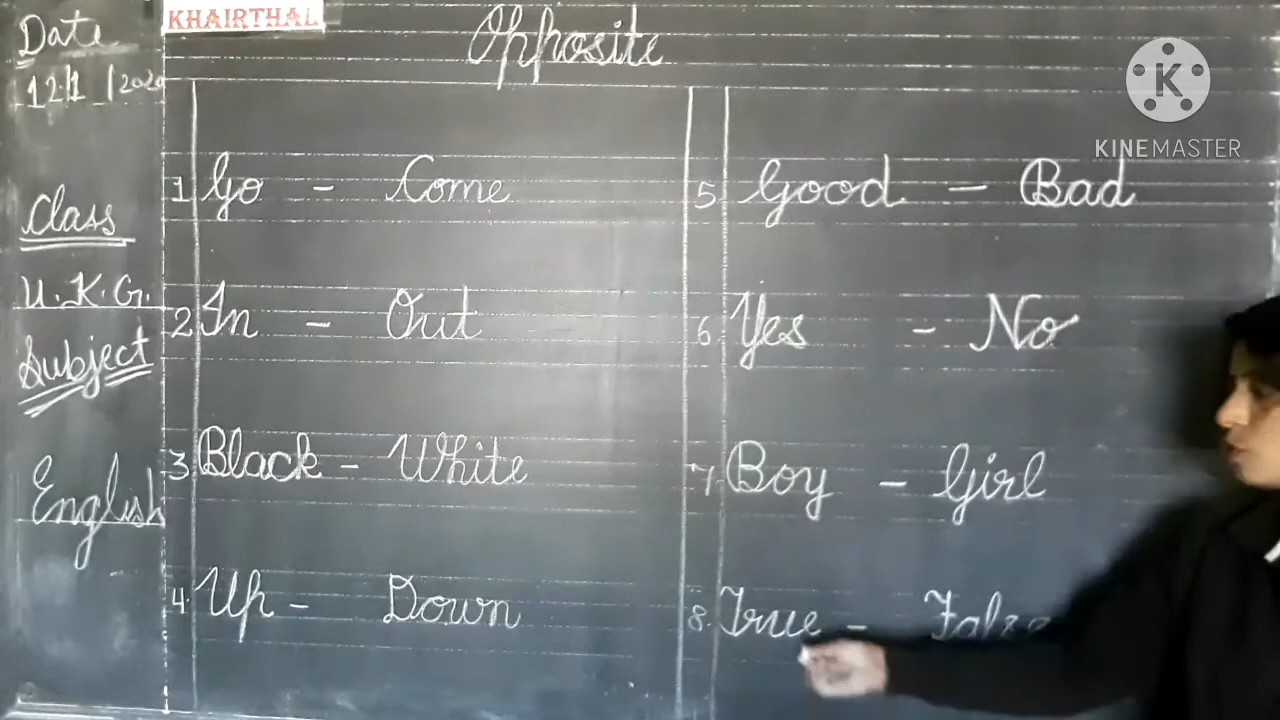 Date
12/1/2020
Class
U.K.G.
Subject
English
KHAIRTHAL
Opposite
1 Go - Come
2 In - Out
3 Black - White
4 Up - Down
5 Good - Bad
6 Yes - No
7 Boy - Girl
8. True - False
K
KINEMASTER